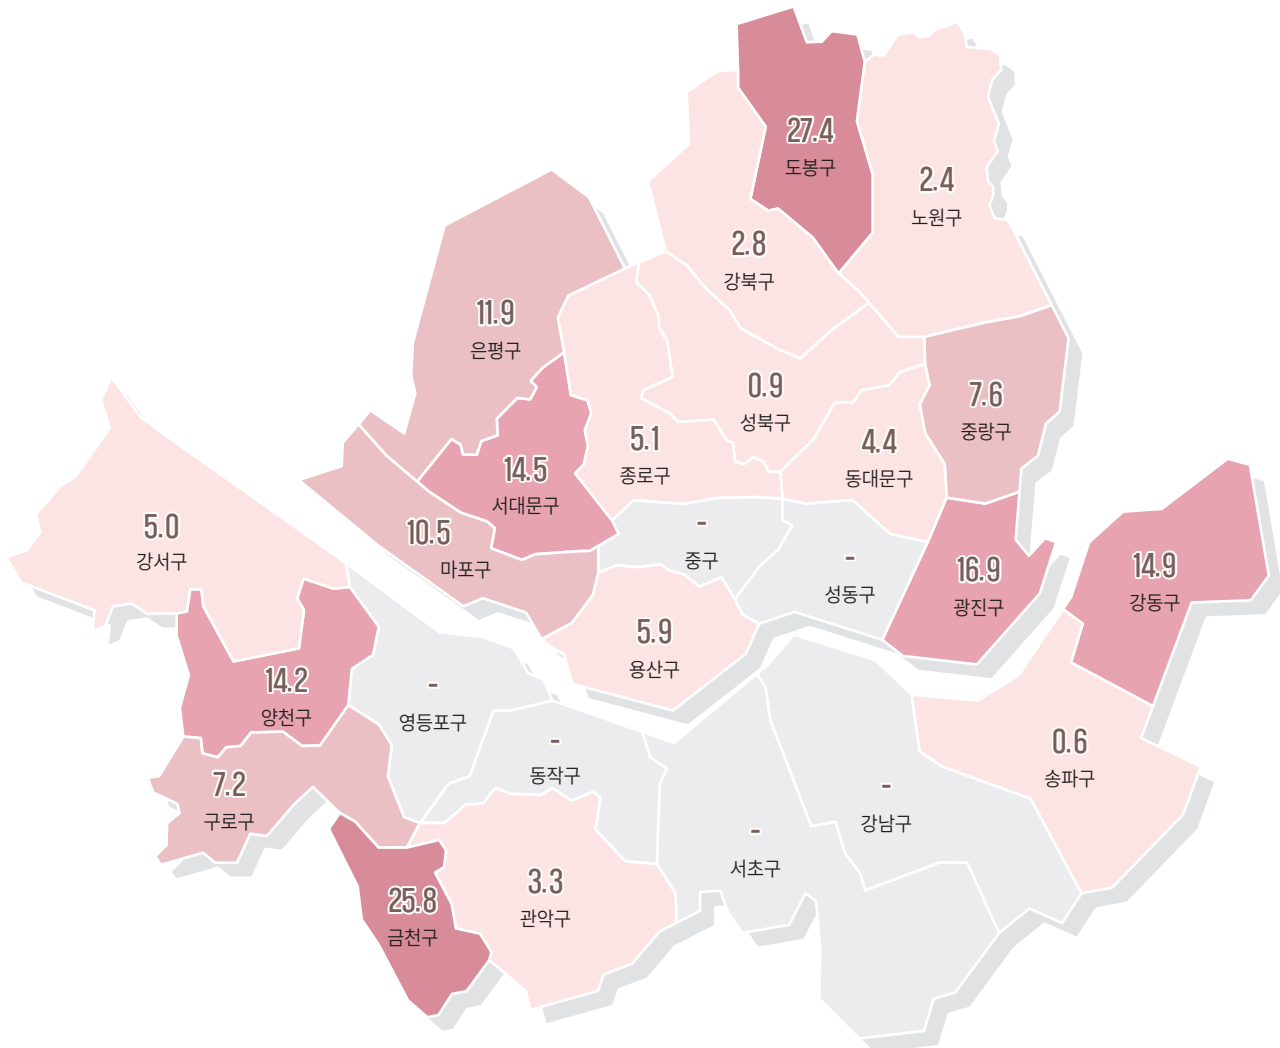 27.4
도봉구
2.4
노원구
2.8
강북구
11.9
은평구
0.9
성북구
7.6
중랑구
5.1
종로구
4.4
동대문구
14.5
서대문구
10.5
마포구
5.0
강서구
-
중구
-
성동구
16.9
광진구
14.9
강동구
5.9
용산구
14.2
양천구
-
영등포구
-
동작구
0.6
송파구
7.2
구로구
-
강남구
-
서초구
3.3
관악구
25.8
금천구